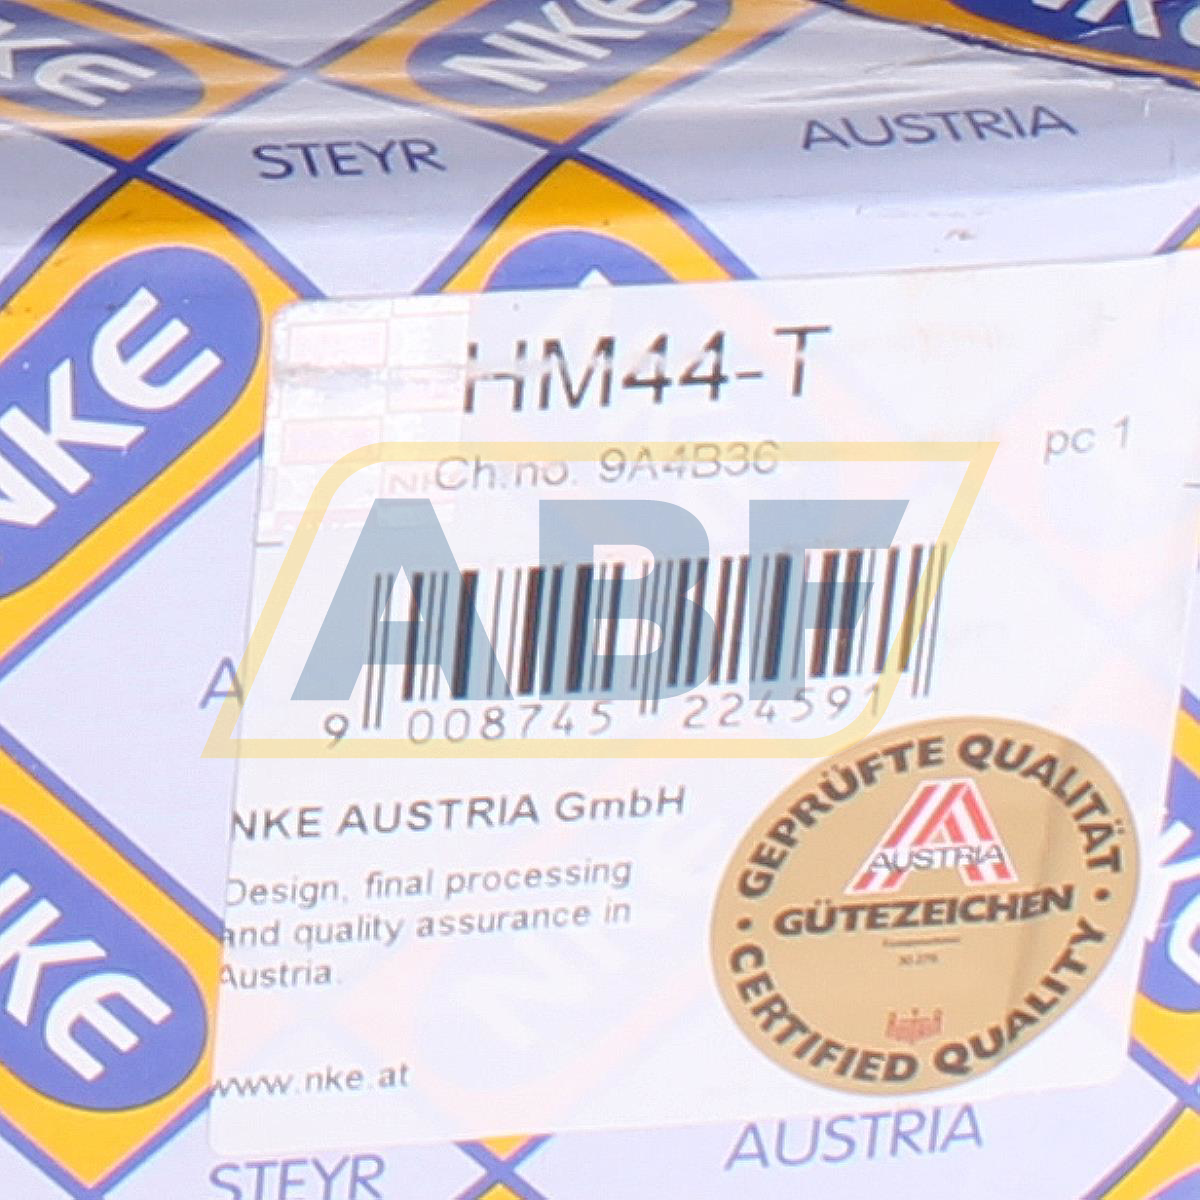 NKE
NKE
STEYR
AUSTRIA
NKE
HM44-T
Ch.no. 9A4B36
pc 1
ABF
9 008745 224591
NKE AUSTRIA GmbH
Design, final processing
and quality assurance in
Austria.
www.nke.at
GEPRÜFTE QUALITÄT
AUSTRIA
GÜTEZEICHEN
CERTIFIED QUALITY
NKE
STEYR
AUSTRIA